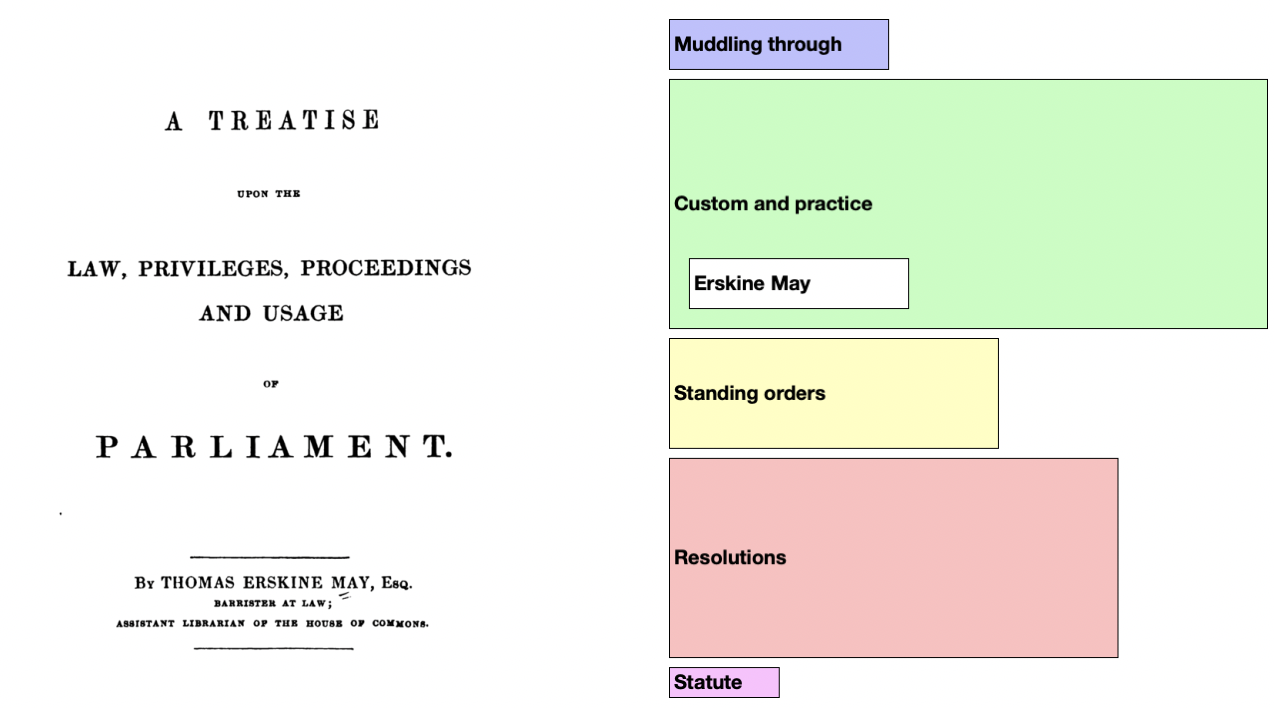 A TREATISE
UPON THE
LAW, PRIVILEGES, PROCEEDINGS
AND USAGE
OF
PARLIAMENT.
By THOMAS ERSKINE MAY, Esq.
BARRISTER AT LAW;
ASSISTANT LIBRARIAN OF THE HOUSE OF COMMONS.
Muddling through
Custom and practice
Erskine May
Standing orders
Resolutions
Statute